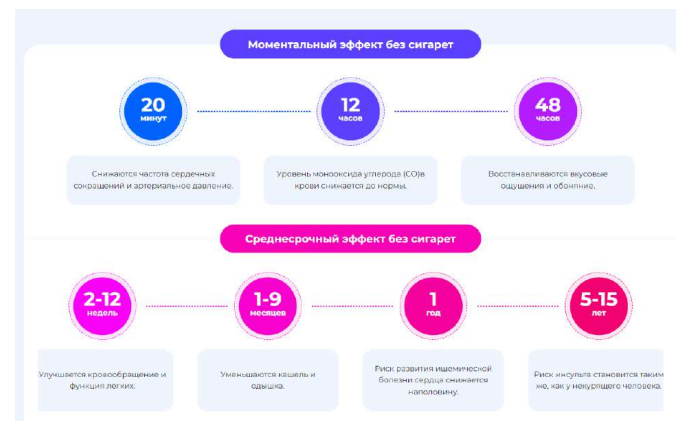 Моментальный эффект без сигарет
20
минут
12
часов
48
часов
Снижаются частота сердечных
сокращений и артериальное давление.
Уровень монооксида углерода (CO)в
крови снижается до нормы.
Восстанавливаются вкусовые
ощущения и обоняние.
Среднесрочный эффект без сигарет
2-12
недель
1-9
месяцев
1
год
5-15
лет
Улучшается кровообращение и
функция легких.
Уменьшаются кашель и
одышка.
Риск развития ишемической
болезни сердца снижается
наполовину.
Риск инсульта становится таким
же, как у некурящего человека.